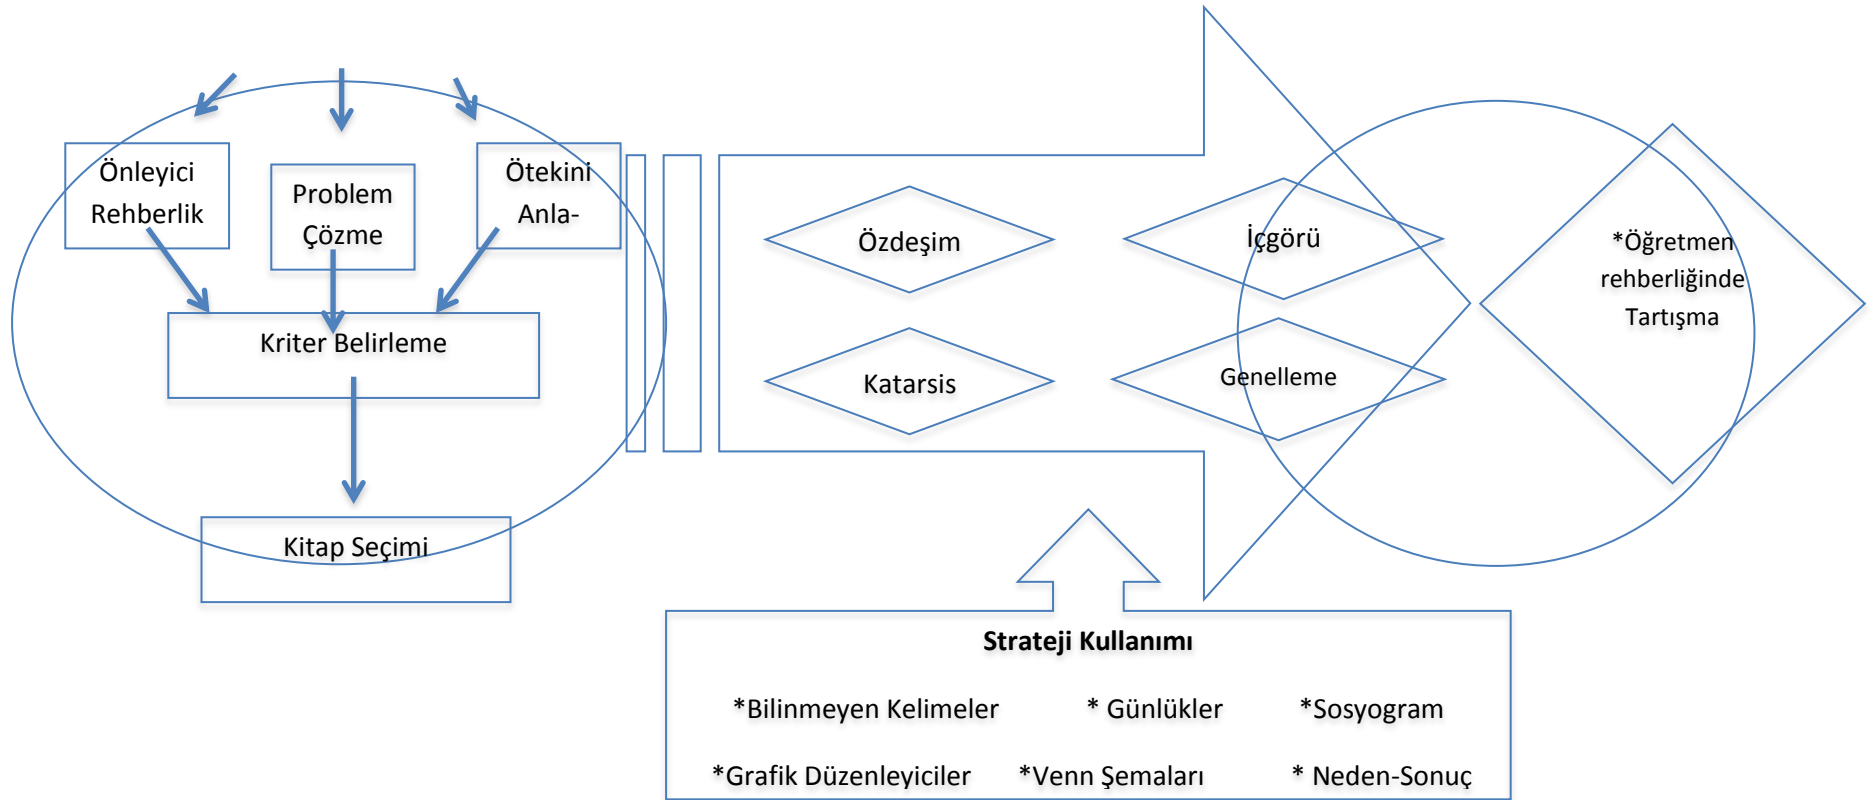 Önleyici
Rehberlik
Problem
Çözme
Ötekini
Anla-
Kriter Belirleme
Kitap Seçimi
Özdeşim
İçgörü
Katarsis
Genelleme
*Öğretmen
rehberliğinde
Tartışma
Strateji Kullanımı
*Bilinmeyen Kelimeler * Günlükler *Sosyogram
*Grafik Düzenleyiciler *Venn Şemaları * Neden-Sonuç